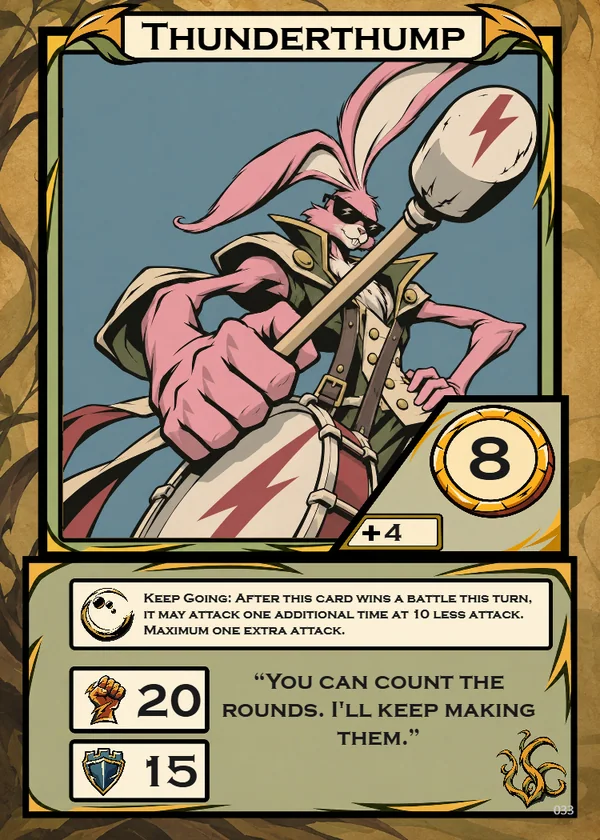 THUNDERTHUMP
8
+4
KEEP GOING: AFTER THIS CARD WINS A BATTLE THIS TURN,
IT MAY ATTACK ONE ADDITIONAL TIME AT 10 LESS ATTACK.
MAXIMUM ONE EXTRA ATTACK.
20
15
“YOU CAN COUNT THE
ROUNDS. I'LL KEEP MAKING
THEM.”
033